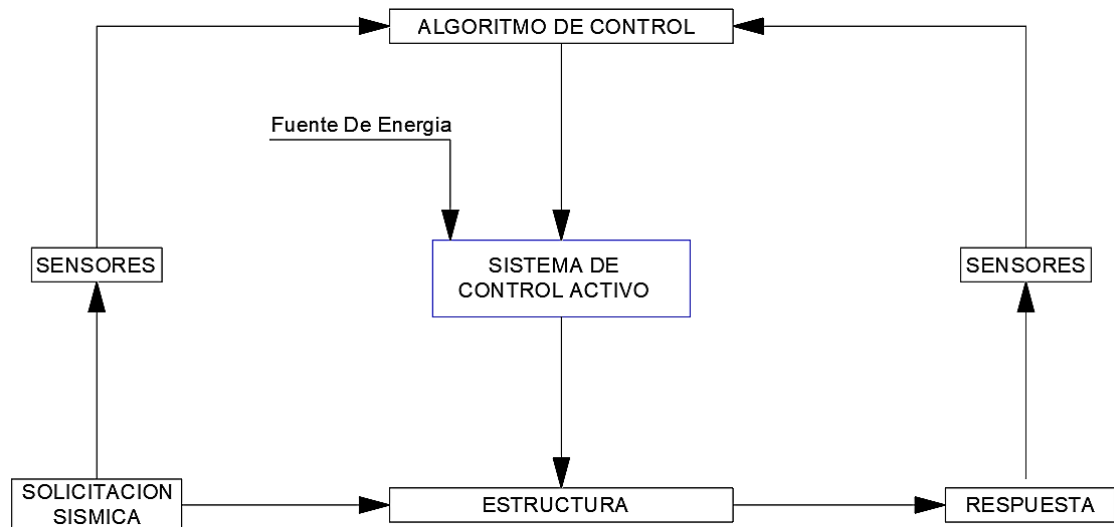 ALGORITMO DE CONTROL
Fuente De Energia
SENSORES
SISTEMA DE
CONTROL ACTIVO
SENSORES
SOLICITACION
SISMICA
ESTRUCTURA
RESPUESTA